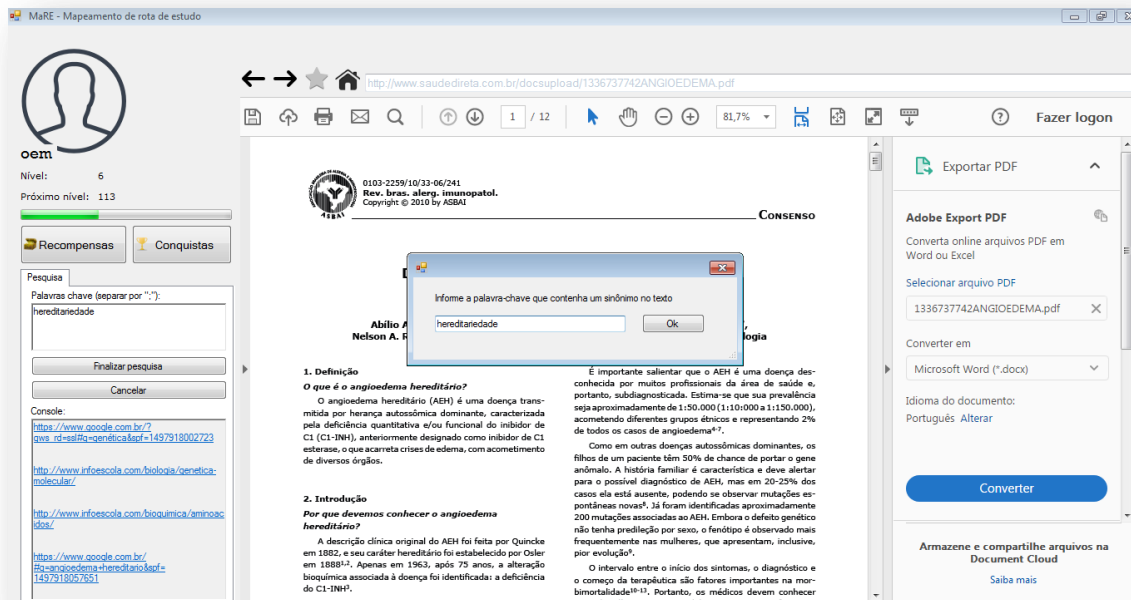 MaRE - Mapeamento de rota de estudo
oem
Nível: 6
Próximo nível: 113
Recompensas
Conquistas
Pesquisa
Palavras chave (separar por ";"):
hereditariedade
Finalizar pesquisa
Cancelar
Console:
https://www.google.com.br/?
gws_rd=ssl#q=genética&spf=1497918002723
http://www.infoescola.com/biologia/genetica-
molecular/
http://www.infoescola.com/bioquimica/aminoac
idos/
https://www.google.com.br/
#q=angioedema+hereditario&spf=
1497918057651
http://www.saudedireta.com.br/docsupload/1336737742ANGIOEDEMA.pdf
1 / 12
81,7%
Fazer logon
ASBAI
0103-2259/10/33-06/241
Rev. bras. alerg. imunopatol.
Copyright © 2010 by ASBAI
Consenso
D
Abílio A
Nelson A. R
logia
Informe a palavra-chave que contenha um sinônimo no texto
hereditariedade
Ok
1. Definição
O que é o angioedema hereditário?
O angioedema hereditário (AEH) é uma doença trans-
mitida por herança autossômica dominante, caracterizada
pela deficiência quantitativa e/ou funcional do inibidor de
C1 (C1-INH), anteriormente designado como inibidor de C1
esterase, o que acarreta crises de edema, com acometimento
de diversos órgãos.
2. Introdução
Por que devemos conhecer o angioedema
hereditário?
A descrição clínica original do AEH foi feita por Quincke
em 1882, e seu caráter hereditário foi estabelecido por Osler
em 1888¹,². Apenas em 1963, após 75 anos, a alteração
bioquímica associada à doença foi identificada: a deficiência
do C1-INH³.
É importante salientar que o AEH é uma doença des-
conhecida por muitos profissionais da área de saúde e,
portanto, subdiagnosticada. Estima-se que sua prevalência
seja aproximadamente de 1:50.000 (1:10:000 a 1:150.000),
acometendo diferentes grupos étnicos e representando 2%
de todos os casos de angioedema⁴-⁷.
Como em outras doenças autossômicas dominantes, os
filhos de um paciente têm 50% de chance de portar o gene
anômalo. A história familiar é característica e deve alertar
para o possível diagnóstico de AEH, mas em 20-25% dos
casos ela está ausente, podendo se observar mutações es-
pontâneas novas⁸. Já foram identificadas aproximadamente
200 mutações associadas ao AEH. Embora o defeito genético
não tenha predileção por sexo, o fenótipo é observado mais
frequentemente nas mulheres, que apresentam, inclusive,
pior evolução⁹.
O intervalo entre o início dos sintomas, o diagnóstico e
o começo da terapêutica são fatores importantes na mor-
bimortalidade¹⁰-¹³. Portanto, os médicos devem conhecer
Exportar PDF
Adobe Export PDF
Converta online arquivos PDF em
Word ou Excel
Selecionar arquivo PDF
1336737742ANGIOEDEMA.pdf
Converter em
Microsoft Word (*.docx)
Idioma do documento:
Português Alterar
Converter
Armazene e compartilhe arquivos na
Document Cloud
Saiba mais